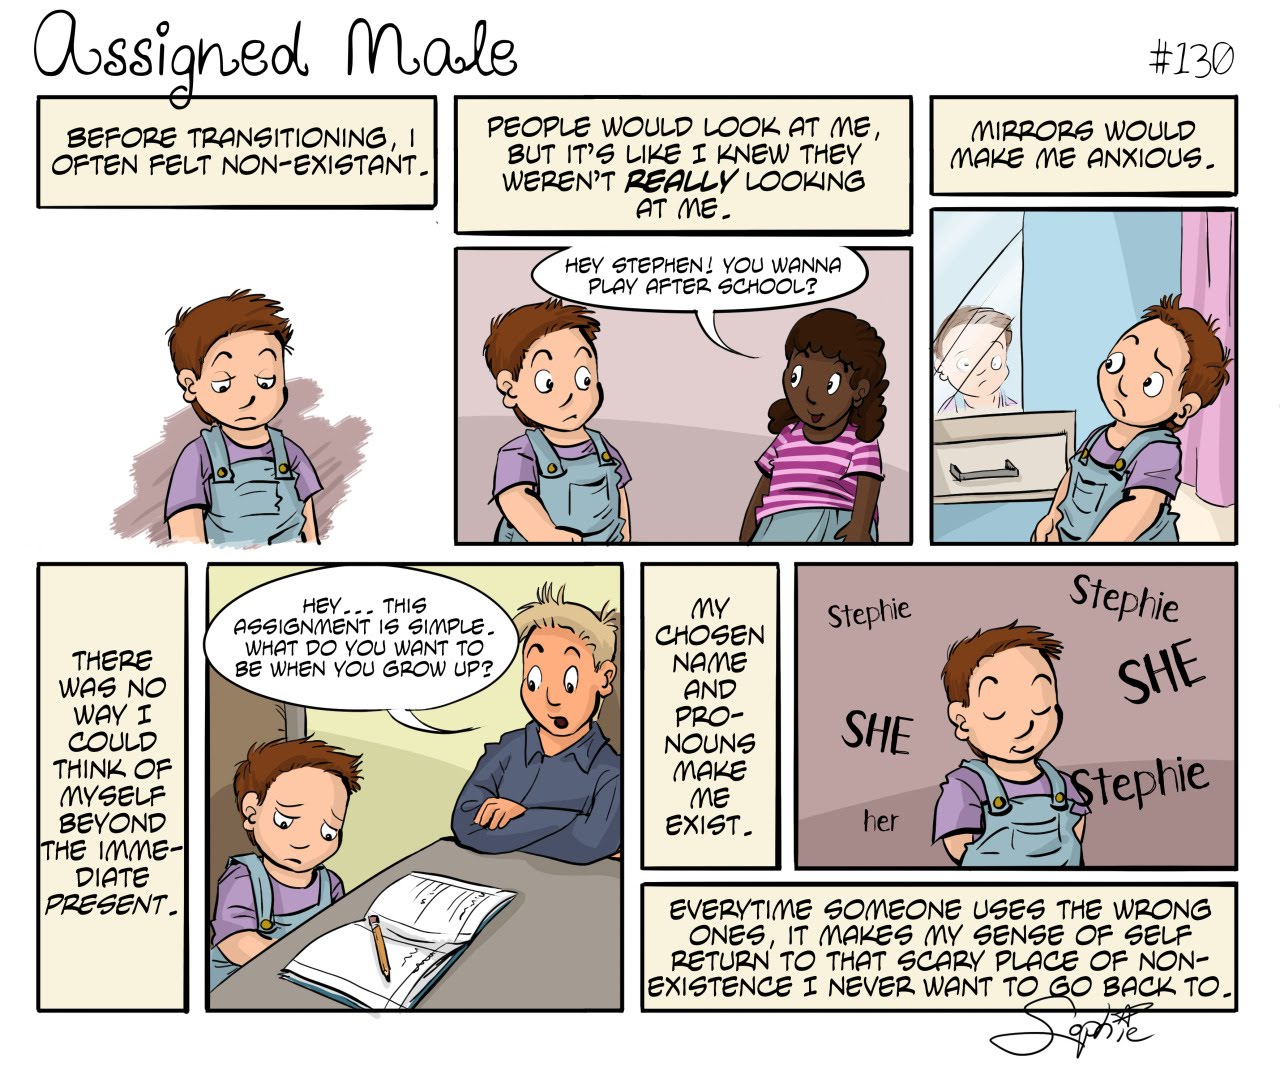 Assigned Male
#130
BEFORE TRANSITIONING, I
OFTEN FELT NON-EXISTANT.
PEOPLE WOULD LOOK AT ME,
BUT IT'S LIKE I KNEW THEY
WEREN'T REALLY LOOKING
AT ME.
HEY STEPHEN! YOU WANNA
PLAY AFTER SCHOOL?
MIRRORS WOULD
MAKE ME ANXIOUS.
THERE
WAS NO
WAY I
COULD
THINK OF
MYSELF
BEYOND
THE IMME-
DIATE
PRESENT.
HEY... THIS
ASSIGNMENT IS SIMPLE.
WHAT DO YOU WANT TO
BE WHEN YOU GROW UP?
MY
CHOSEN
NAME
AND
PRO-
NOUNS
MAKE
ME
EXIST.
Stephie
Stephie
SHE
SHE
Stephie
her
EVERYTIME SOMEONE USES THE WRONG
ONES, IT MAKES MY SENSE OF SELF
RETURN TO THAT SCARY PLACE OF NON-
EXISTENCE I NEVER WANT TO GO BACK TO.
Sophie